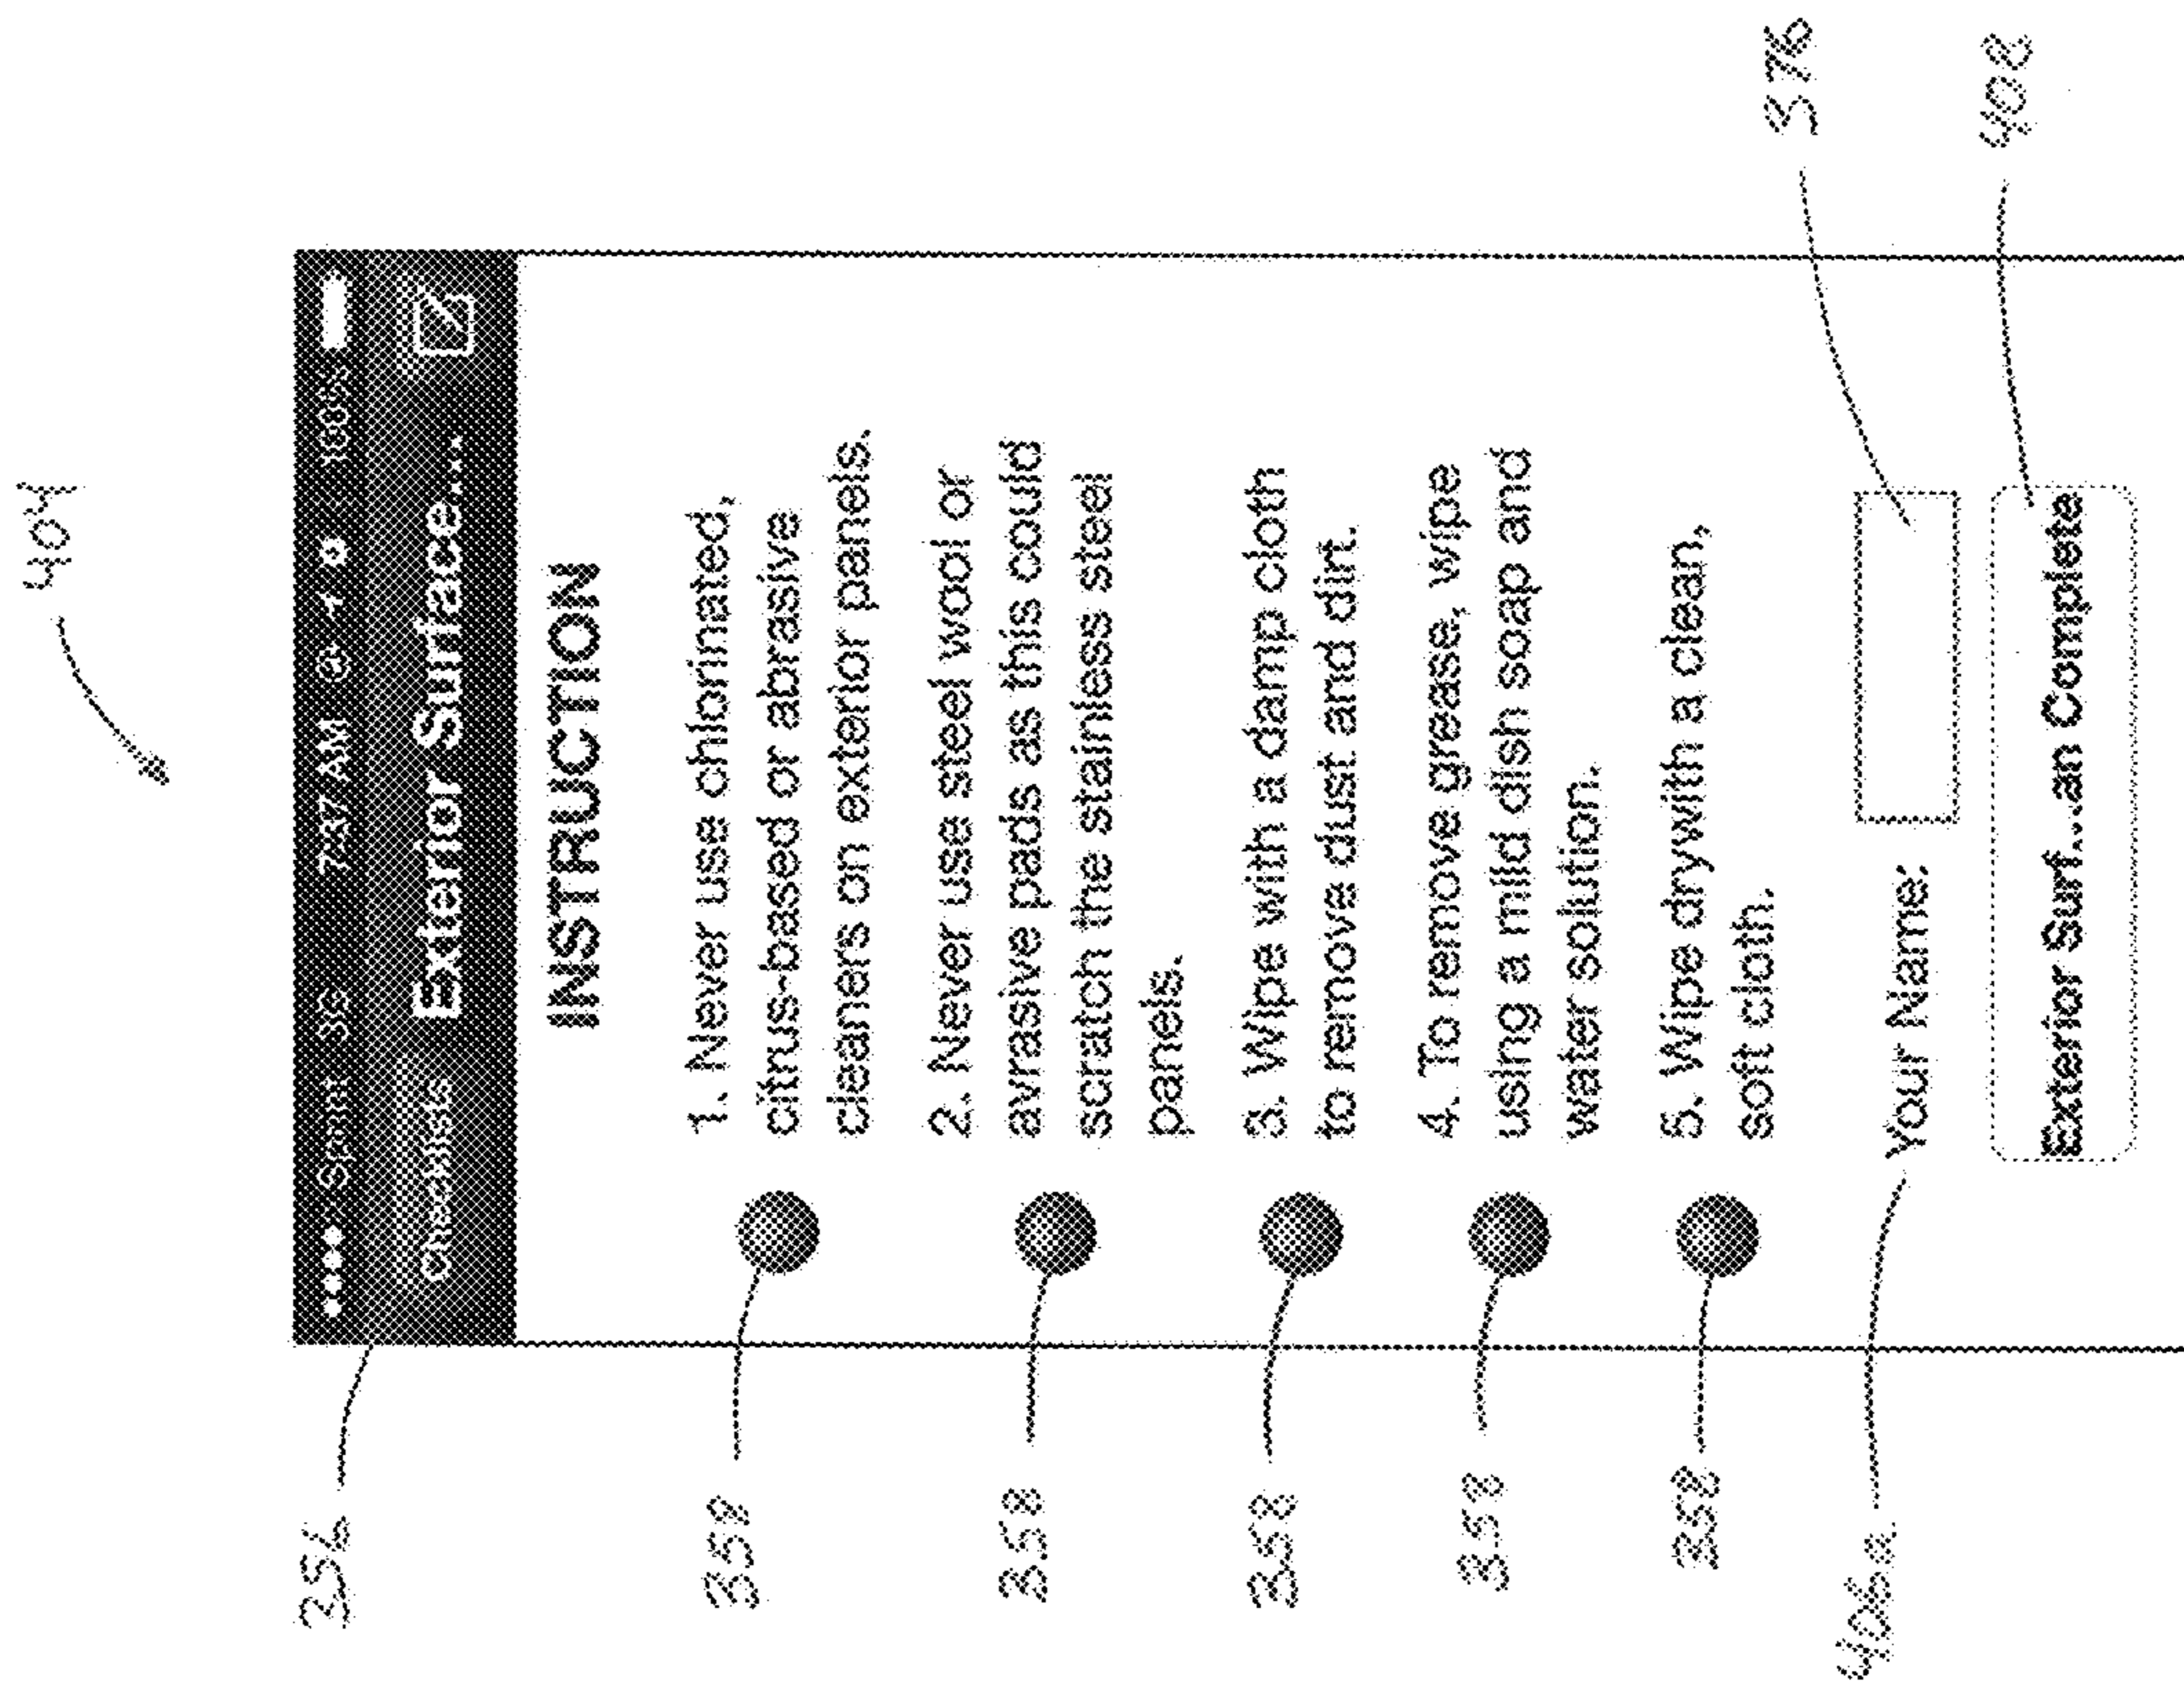 404
356
Sprint 3G 7:37 AM 100%
Checklists Exterior Surface...
INSTRUCTION
358
1. Never use chlorinated,
citrus-based or abrasive
cleaners on exterior panels.
358
2. Never use steel wool or
avrasive pads as this could
scratch the stainless steel
panels.
358
3. Wipe with a damp cloth
to remove dust and dirt.
358
4. To remove grease, wipe
using a mild dish soap and
water solution.
358
5. Wipe drywith a clean,
soft cloth.
406a
Your Name:
376
Exterior Surf...an Complete
402